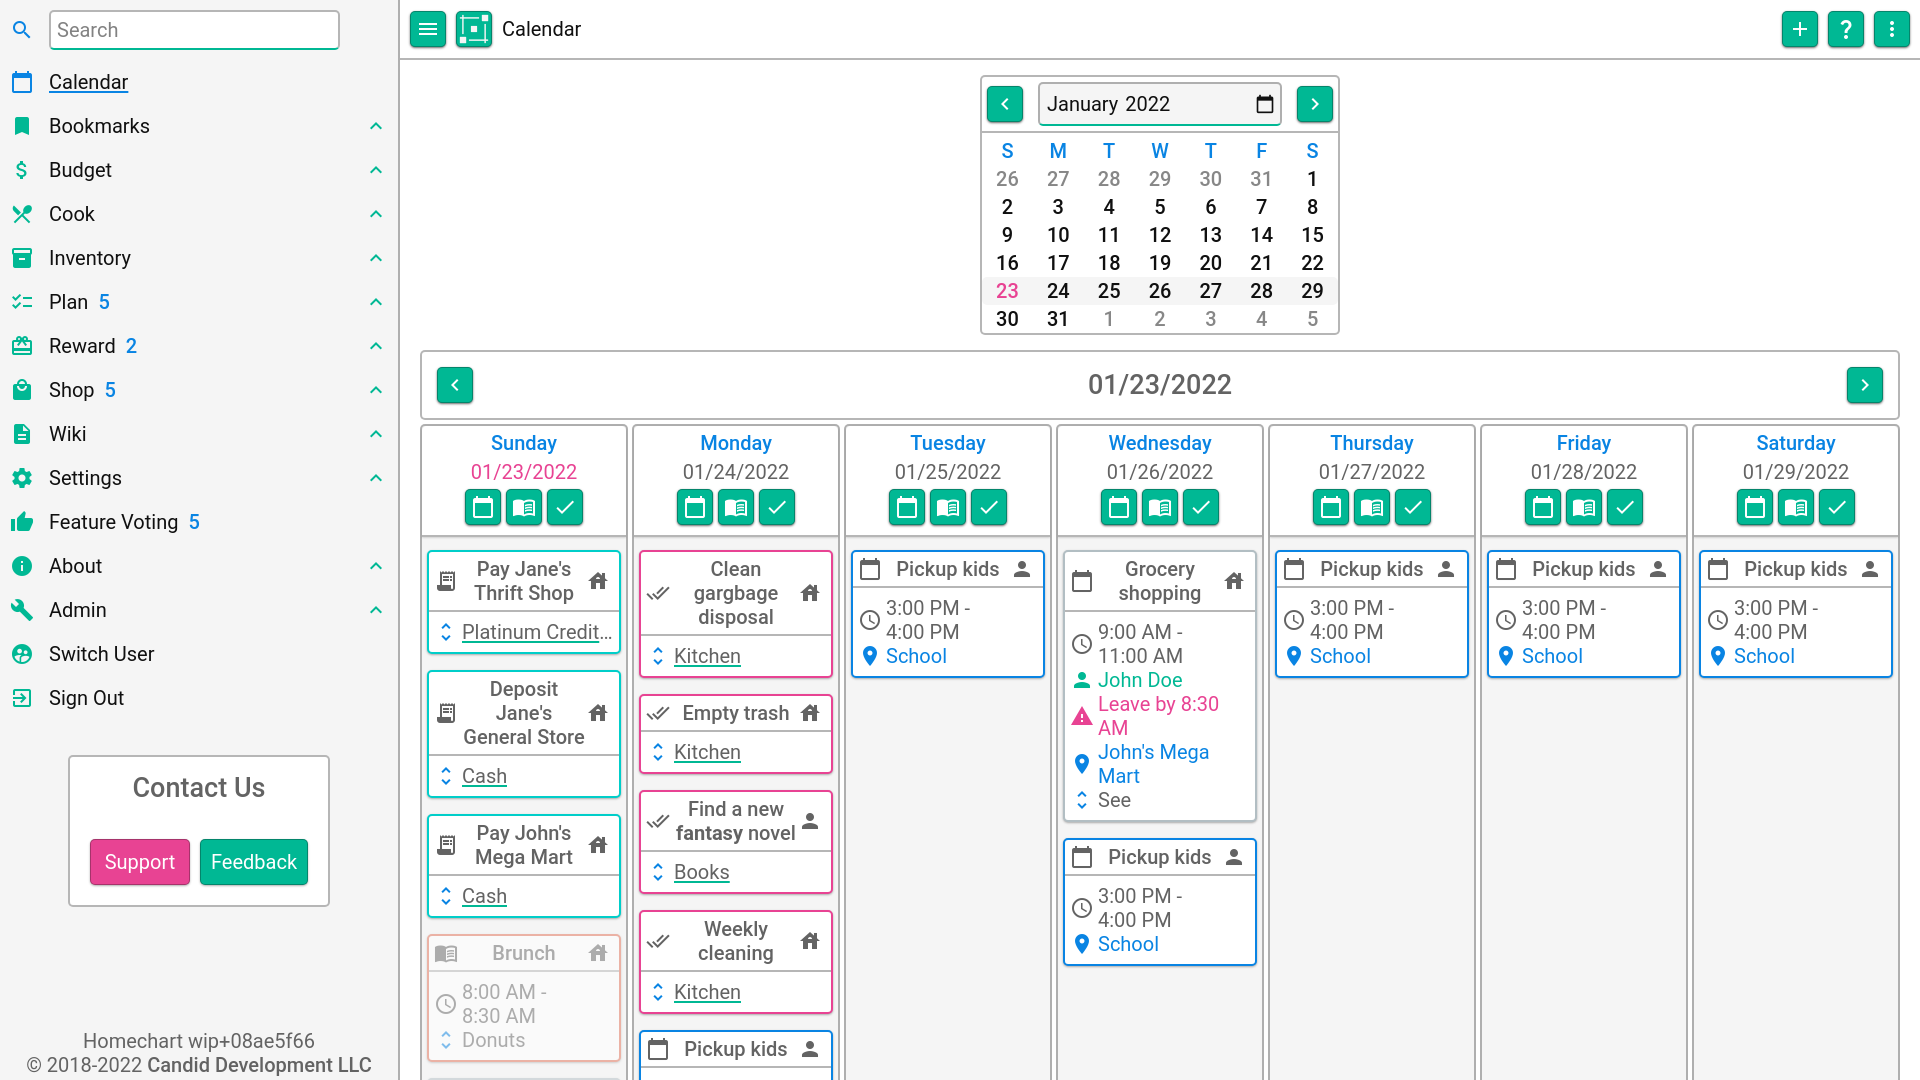 Search
Calendar
Bookmarks
Budget
Cook
Inventory
Plan 5
Reward 2
Shop 5
Wiki
Settings
Feature Voting 5
About
Admin
Switch User
Sign Out
Contact Us
Support Feedback
Homechart wip+08ae5f66
© 2018-2022 Candid Development LLC
Calendar
?
January 2022
S M T W T F S
26 27 28 29 30 31 1
2 3 4 5 6 7 8
9 10 11 12 13 14 15
16 17 18 19 20 21 22
23 24 25 26 27 28 29
30 31 1 2 3 4 5
01/23/2022
Sunday
01/23/2022
Pay Jane's
Thrift Shop
Platinum Credit...
Deposit
Jane's
General Store
Cash
Pay John's
Mega Mart
Cash
Brunch
8:00 AM -
8:30 AM
Donuts
Monday
01/24/2022
Clean
gargbage
disposal
Kitchen
Empty trash
Kitchen
Find a new
fantasy novel
Books
Weekly
cleaning
Kitchen
Pickup kids
Tuesday
01/25/2022
Pickup kids
3:00 PM -
4:00 PM
School
Wednesday
01/26/2022
Grocery
shopping
9:00 AM -
11:00 AM
John Doe
Leave by 8:30
AM
John's Mega
Mart
See
Pickup kids
3:00 PM -
4:00 PM
School
Thursday
01/27/2022
Pickup kids
3:00 PM -
4:00 PM
School
Friday
01/28/2022
Pickup kids
3:00 PM -
4:00 PM
School
Saturday
01/29/2022
Pickup kids
3:00 PM -
4:00 PM
School